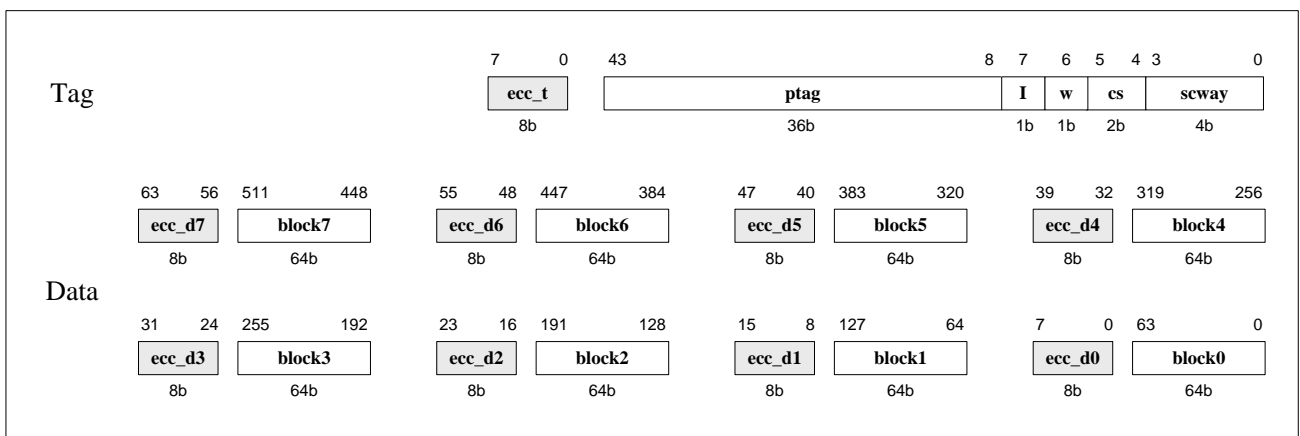 7 0 43 8 7 6 5 4 3 0
Tag ecc_t ptag I w cs scway
8b 36b 1b 1b 2b 4b
63 56 511 448 55 48 447 384 47 40 383 320 39 32 319 256
ecc_d7 block7 ecc_d6 block6 ecc_d5 block5 ecc_d4 block4
8b 64b 8b 64b 8b 64b 8b 64b
Data
31 24 255 192 23 16 191 128 15 8 127 64 7 0 63 0
ecc_d3 block3 ecc_d2 block2 ecc_d1 block1 ecc_d0 block0
8b 64b 8b 64b 8b 64b 8b 64b